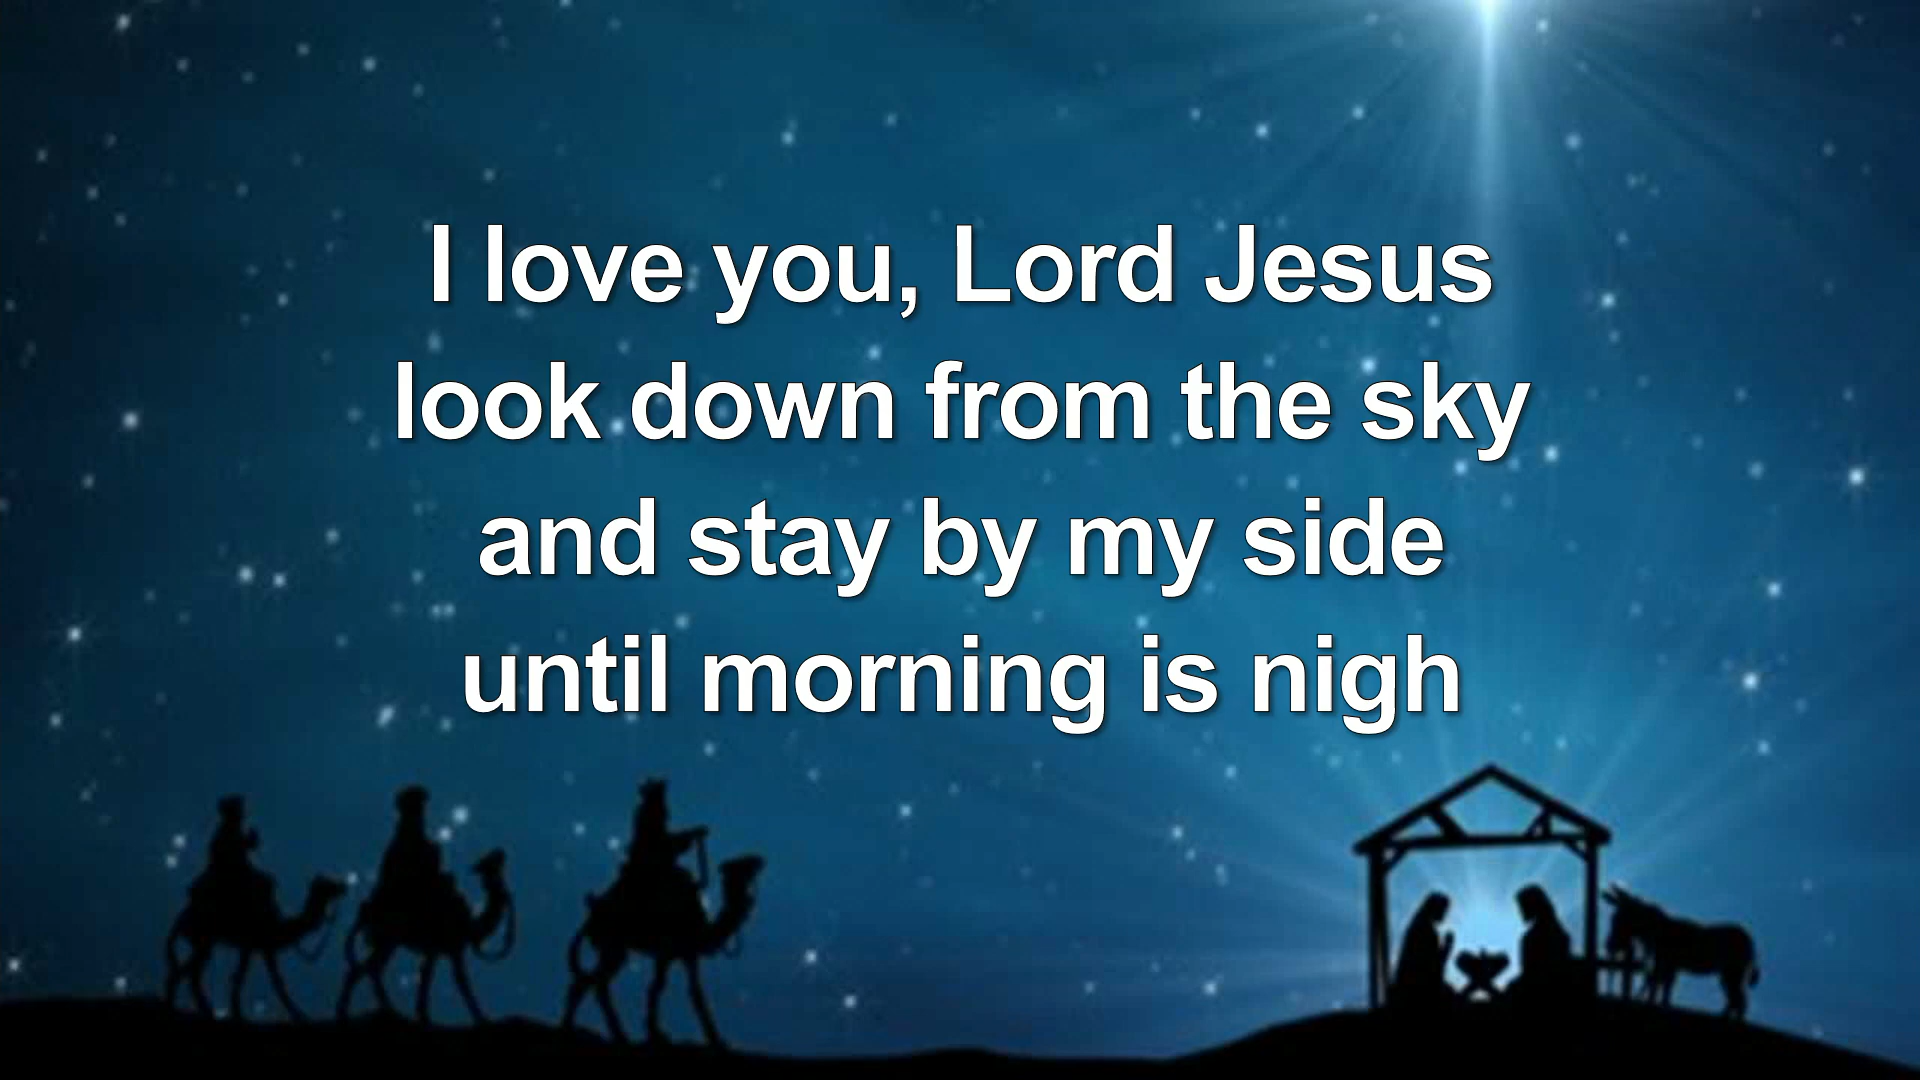 I love you, Lord Jesus
look down from the sky
and stay by my side
until morning is nigh